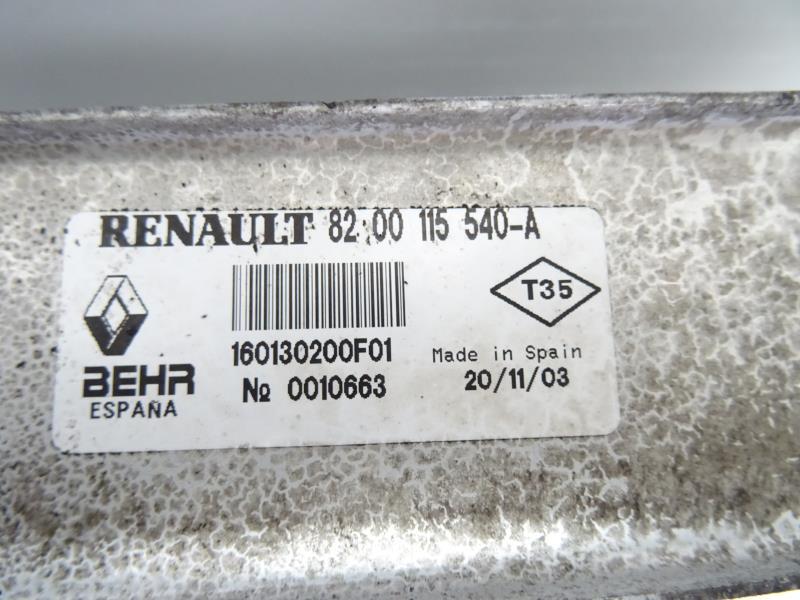 RENAULT 82 00 115 540-A
T35
160130200F01
Made in Spain
BEHR
Nº 0010663
20/11/03
ESPAÑA